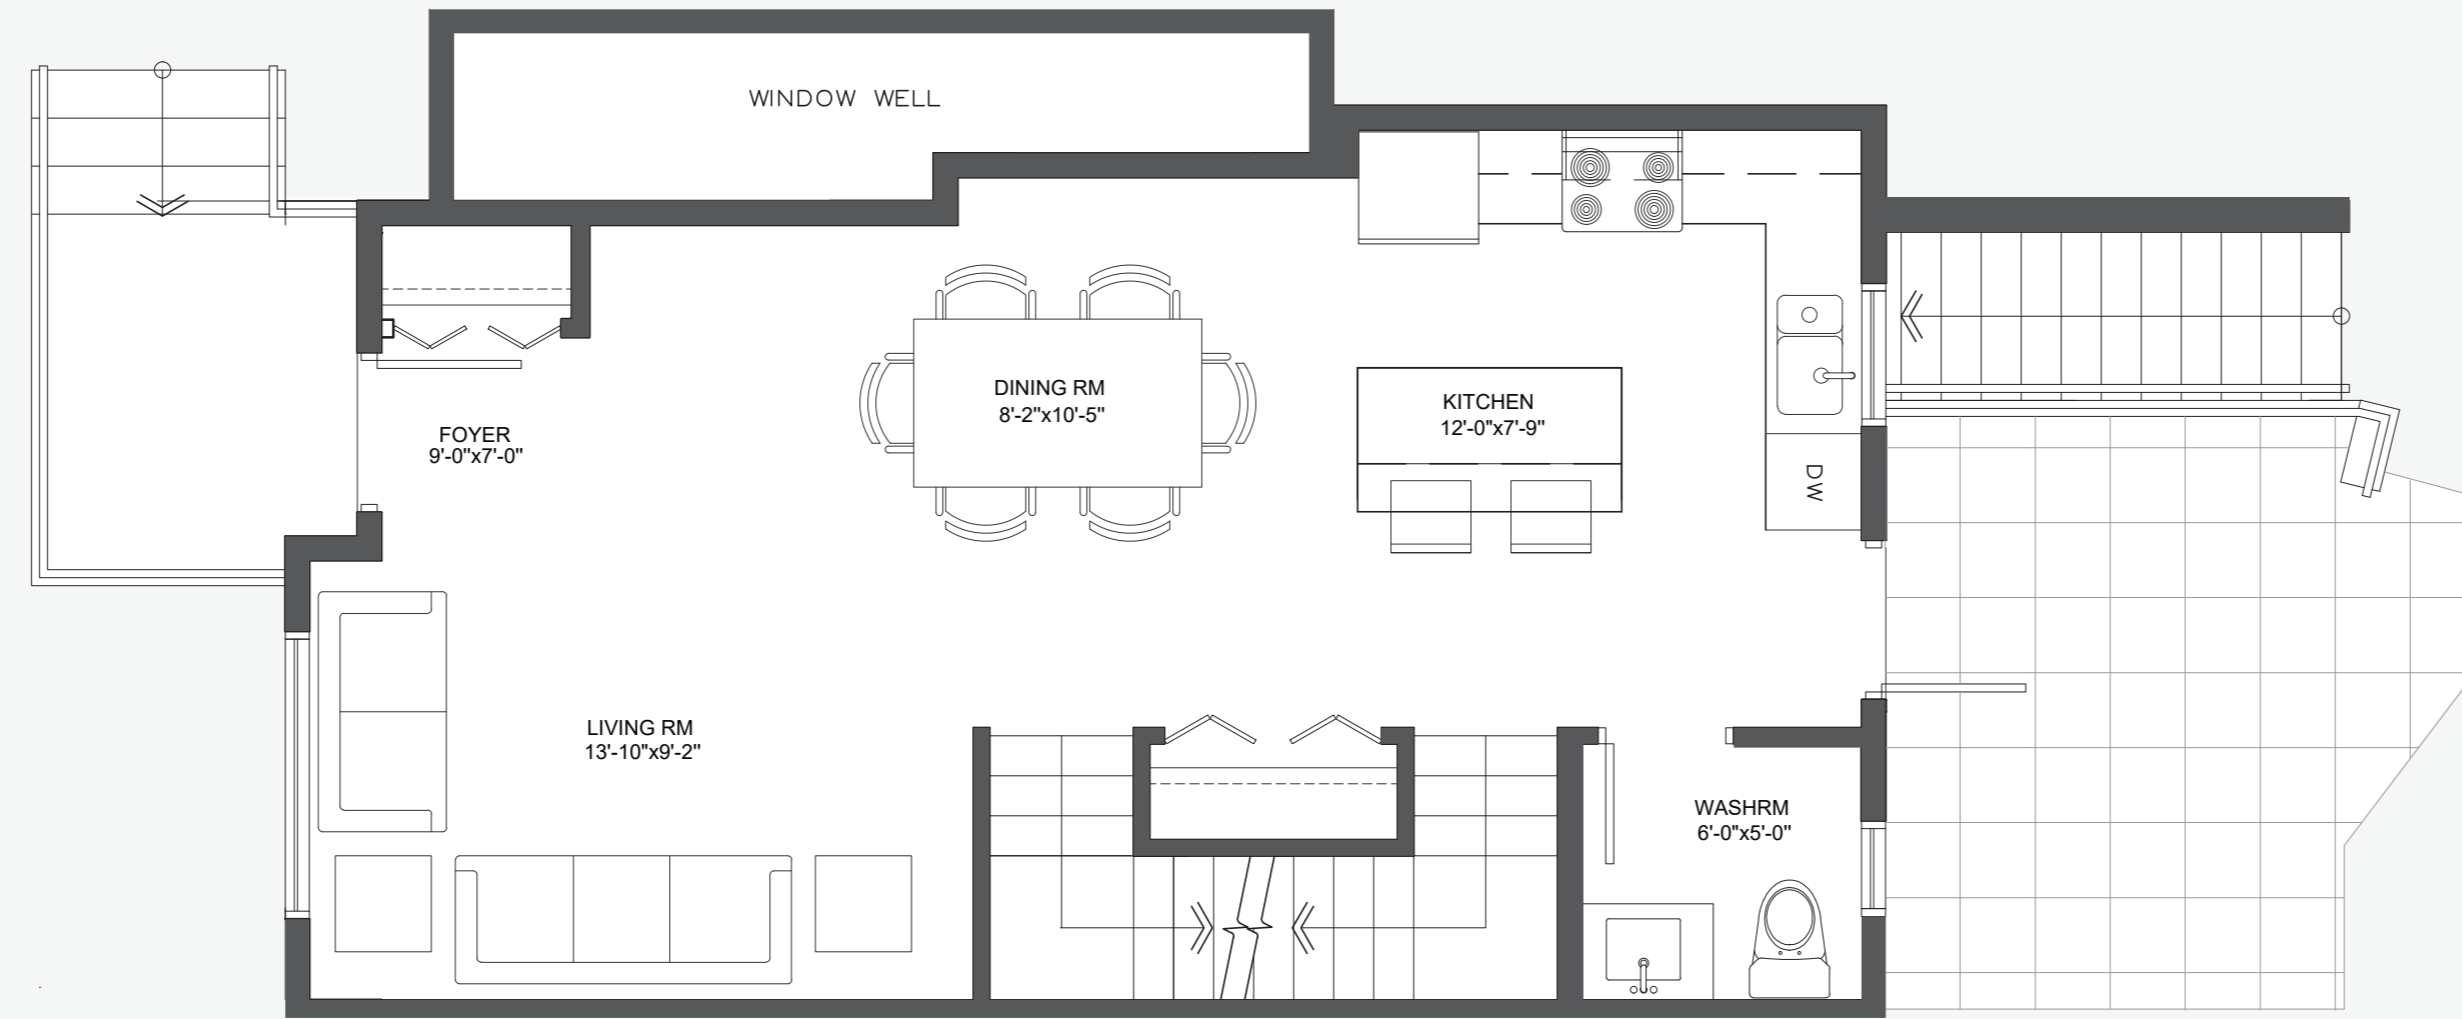 WINDOW WELL
DINING RM
8'-2"x10'-5"
KITCHEN
12'-0"x7'-9"
FOYER
9'-0"x7'-0"
DW
LIVING RM
13'-10"x9'-2"
WASHRM
6'-0"x5'-0"